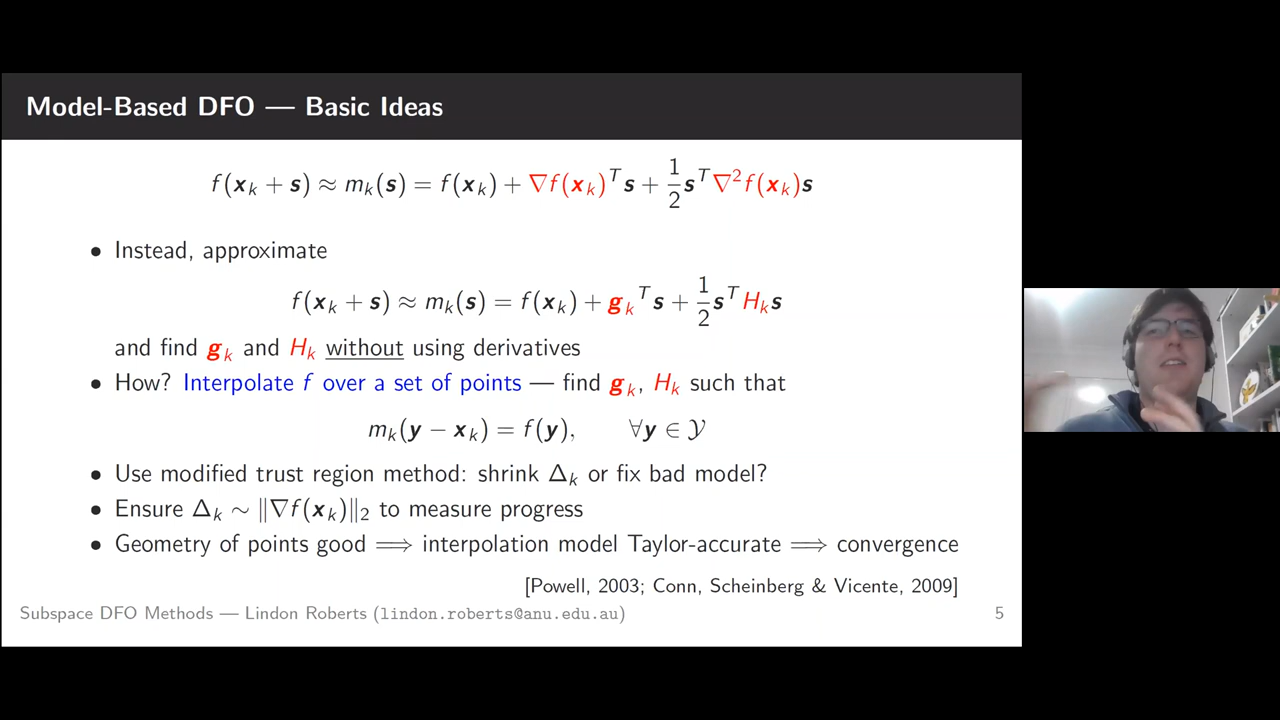 Model-Based DFO — Basic Ideas
f(x_k + s) ≈ m_k(s) = f(x_k) + ∇f(x_k)^T s + 1/2 s^T ∇²f(x_k)s
• Instead, approximate
f(x_k + s) ≈ m_k(s) = f(x_k) + g_k^T s + 1/2 s^T H_k s
and find g_k and H_k without using derivatives
• How? Interpolate f over a set of points — find g_k, H_k such that
m_k(y − x_k) = f(y), ∀y ∈ 𝒴
• Use modified trust region method: shrink Δ_k or fix bad model?
• Ensure Δ_k ∼ ‖∇f(x_k)‖₂ to measure progress
• Geometry of points good ⟹ interpolation model Taylor-accurate ⟹ convergence
[Powell, 2003; Conn, Scheinberg & Vicente, 2009]
Subspace DFO Methods — Lindon Roberts (lindon.roberts@anu.edu.au) 5